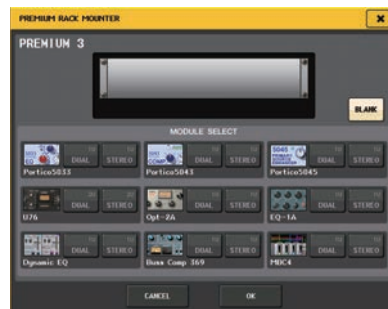 PREMIUM RACK MOUNTER
PREMIUM 3
BLANK
MODULE SELECT
DUAL STEREO DUAL STEREO DUAL STEREO
Portico5033 Portico5043 Portico5045
DUAL STEREO DUAL STEREO DUAL STEREO
U76 Opt-2A EQ-1A
DUAL STEREO DUAL STEREO DUAL STEREO
Dynamic EQ Buss Comp 369 MBC4
CANCEL OK